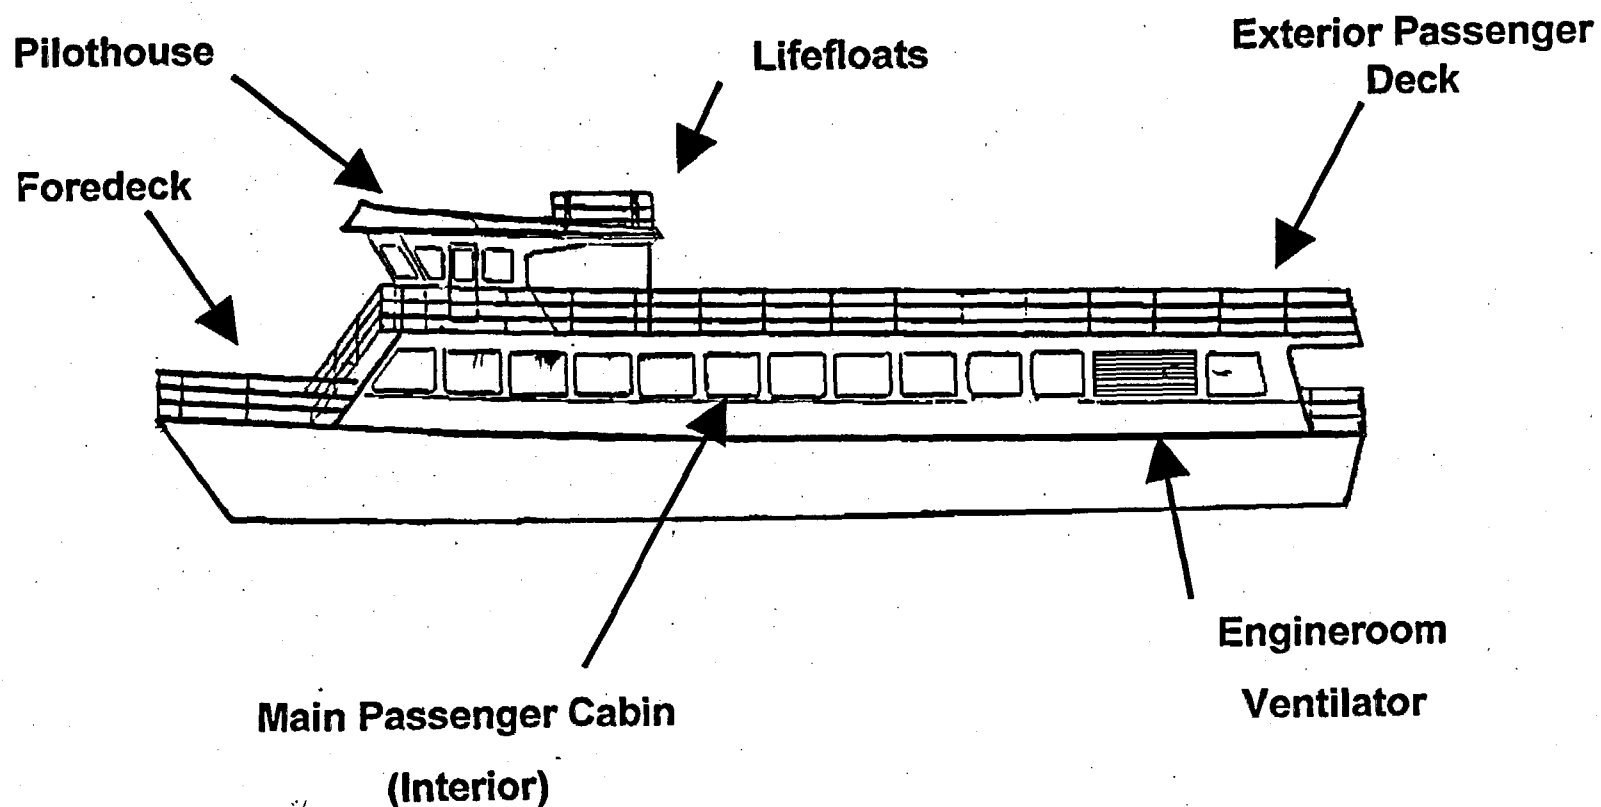 Pilothouse
Lifefloats
Exterior Passenger
Deck
Foredeck
Engineroom
Ventilator
Main Passenger Cabin
(Interior)